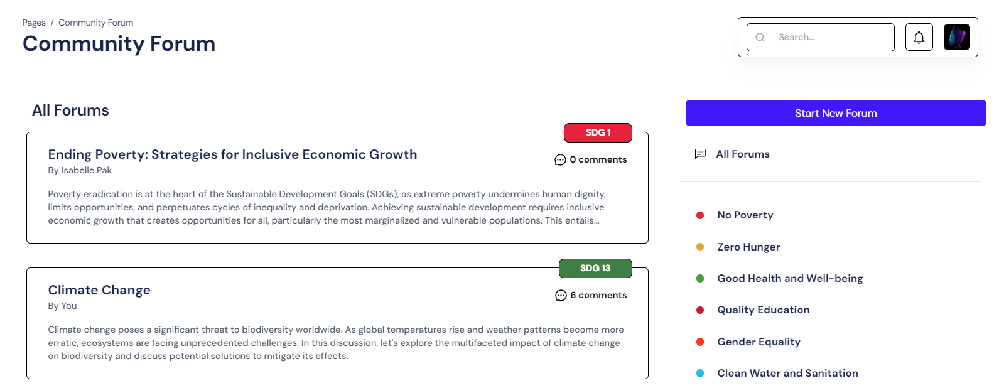 Pages / Community Forum
Community Forum
Search...
All Forums
SDG 1
Ending Poverty: Strategies for Inclusive Economic Growth
0 comments
By Isabelle Pak
Poverty eradication is at the heart of the Sustainable Development Goals (SDGs), as extreme poverty undermines human dignity,
limits opportunities, and perpetuates cycles of inequality and deprivation. Achieving sustainable development requires inclusive
economic growth that creates opportunities for all, particularly the most marginalized and vulnerable populations. This entails...
SDG 13
Climate Change
6 comments
By You
Climate change poses a significant threat to biodiversity worldwide. As global temperatures rise and weather patterns become more
erratic, ecosystems are facing unprecedented challenges. In this discussion, let's explore the multifaceted impact of climate change
on biodiversity and discuss potential solutions to mitigate its effects.
Start New Forum
All Forums
No Poverty
Zero Hunger
Good Health and Well-being
Quality Education
Gender Equality
Clean Water and Sanitation